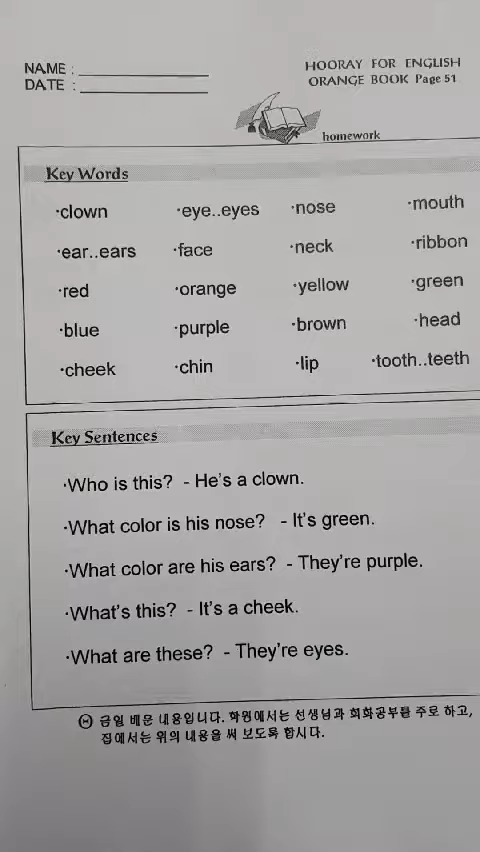 NAME : ____________
DATE : ____________
HOORAY FOR ENGLISH
ORANGE BOOK Page 51
homework
Key Words
·clown ·eye..eyes ·nose ·mouth
·ear..ears ·face ·neck ·ribbon
·red ·orange ·yellow ·green
·blue ·purple ·brown ·head
·cheek ·chin ·lip ·tooth..teeth
Key Sentences
·Who is this? - He's a clown.
·What color is his nose? - It's green.
·What color are his ears? - They're purple.
·What's this? - It's a cheek.
·What are these? - They're eyes.
금일 배운 내용입니다. 학원에서는 선생님과 회화공부를 주로 하고,
집에서는 위의 내용을 써 보도록 합시다.